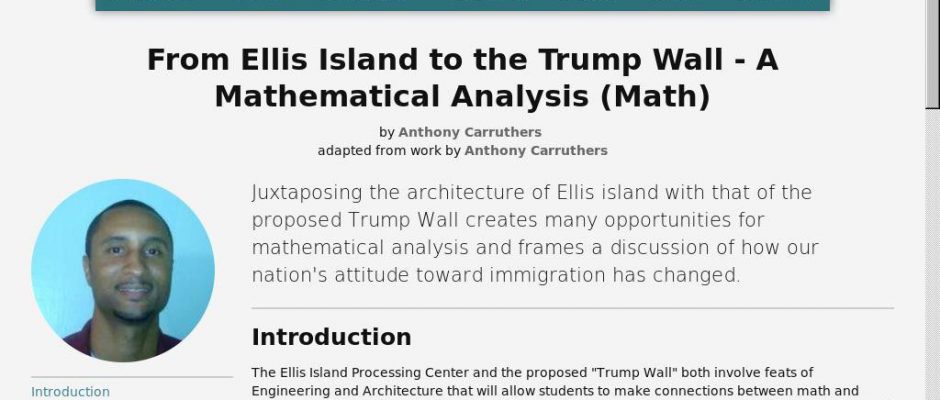 From Ellis Island to the Trump Wall - A
Mathematical Analysis (Math)
by Anthony Carruthers
adapted from work by Anthony Carruthers
Juxtaposing the architecture of Ellis island with that of the
proposed Trump Wall creates many opportunities for
mathematical analysis and frames a discussion of how our
nation's attitude toward immigration has changed.
Introduction
The Ellis Island Processing Center and the proposed "Trump Wall" both involve feats of
Engineering and Architecture that will allow students to make connections between math and
Introduction